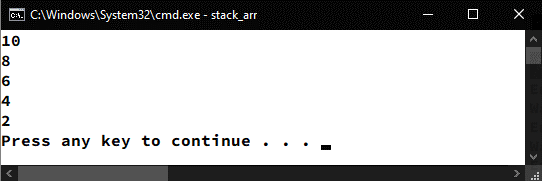 C:\Windows\System32\cmd.exe - stack_arr
10
8
6
4
2
Press any key to continue . . .